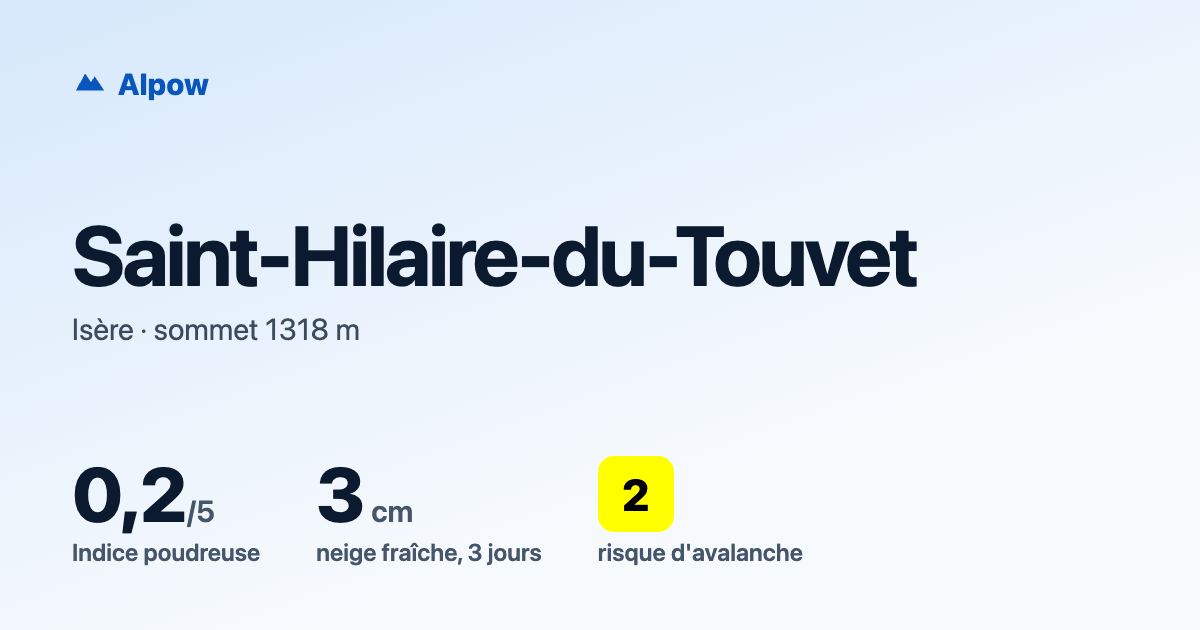 Alpow
Saint-Hilaire-du-Touvet
Isère · sommet 1318 m
0,2/5
Indice poudreuse
3 cm
neige fraîche, 3 jours
2
risque d'avalanche